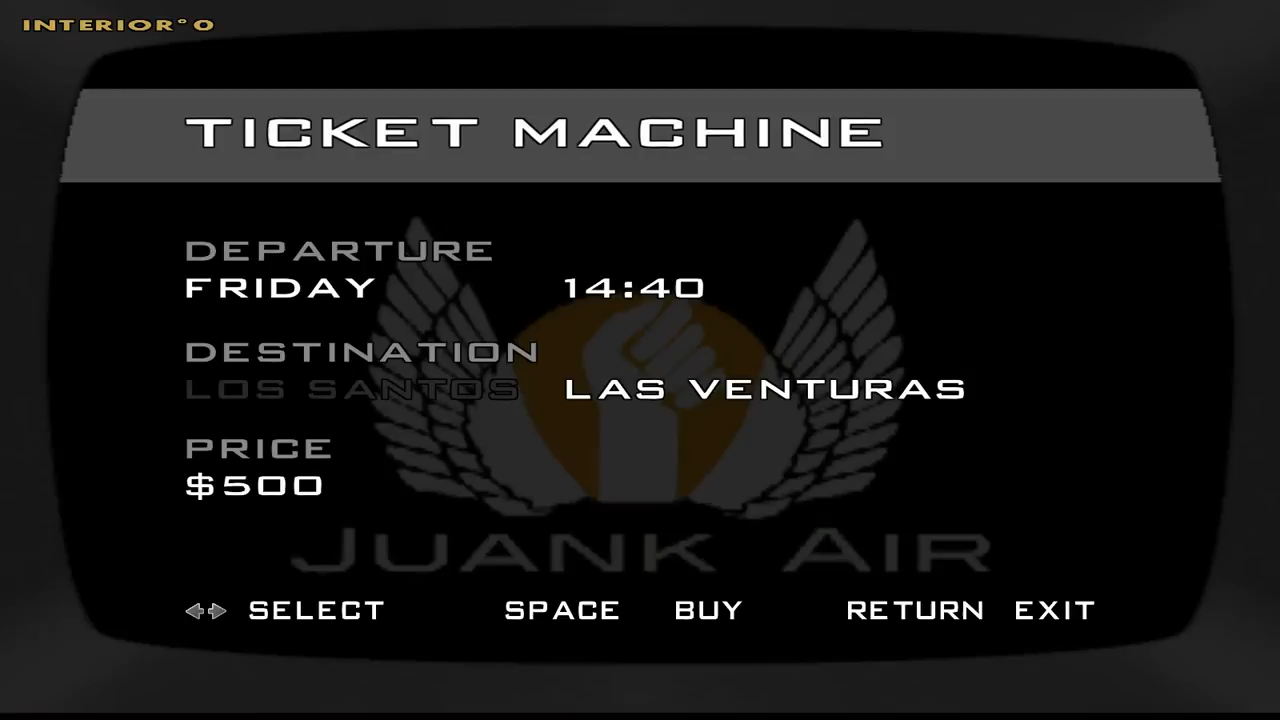 INTERIOR°0
TICKET MACHINE
DEPARTURE
FRIDAY 14:40
DESTINATION
LOS SANTOS LAS VENTURAS
PRICE
$500
JUANK AIR
SELECT SPACE BUY RETURN EXIT